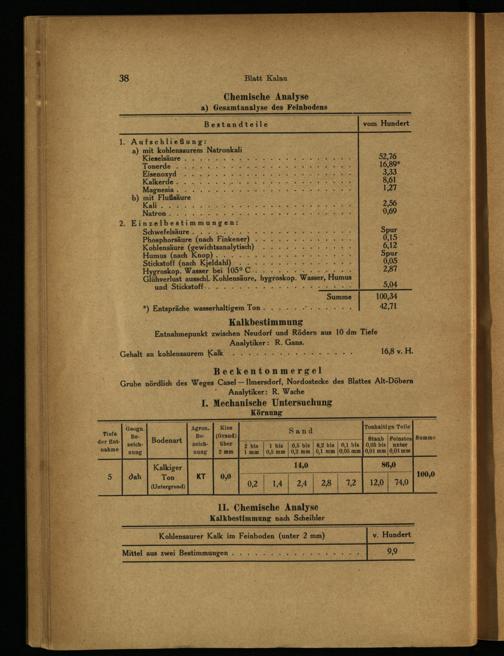 38
Blatt Kalau
Chemische Analyse
a) Gesamtanalyse des Feinbodens
Bestandteile vom Hundert
1. Aufschließung:
a) mit kohlensaurem Natronkali
Kieselsäure 52,76
Tonerde 16,89*
Eisenoxyd 3,33
Kalkerde 8,61
Magnesia 1,27
b) mit Flußsäure
Kali 2,56
Natron 0,69
2. Einzelbestimmungen:
Schwefelsäure Spur
Phosphorsäure (nach Finkener) 0,15
Kohlensäure (gewichtsanalytisch) 6,12
Humus (nach Knop) Spur
Stickstoff (nach Kjeldahl) 0,05
Hygroskop. Wasser bei 105° C 2,87
Glühverlust ausschl. Kohlensäure, hygroskop. Wasser, Humus
und Stickstoff 5,04
Summe 100,34
*) Entspräche wasserhaltigem Ton 42,71
Kalkbestimmung
Entnahmepunkt zwischen Neudorf und Rödern aus 10 dm Tiefe
Analytiker: R. Gans.
Gehalt an kohlensaurem Kalk 16,8 v. H.
Beckentonmergel
Grube nördlich des Weges Casel—Ilmersdorf, Nordostecke des Blattes Alt-Döbern
Analytiker: R. Wache
I. Mechanische Untersuchung
Körnung
Tiefe der Entnahme | Geogn. Bezeichnung | Bodenart | Agron. Bezeichnung | Kies (Grand) über 2 mm | Sand | Tonhaltige Teile | Summe
2 bis 1 mm | 1 bis 0,5 mm | 0,5 bis 0,2 mm | 0,2 bis 0,1 mm | 0,1 bis 0,05 mm | Staub 0,05 bis 0,01 mm | Feinstes unter 0,01 mm
5 | ∂ah | Kalkiger Ton (Untergrund) | KT | 0,0 | 14,0 | 86,0 | 100,0
0,2 | 1,4 | 2,4 | 2,8 | 7,2 | 12,0 | 74,0
II. Chemische Analyse
Kalkbestimmung nach Scheibler
Kohlensaurer Kalk im Feinboden (unter 2 mm) v. Hundert
Mittel aus zwei Bestimmungen 9,9